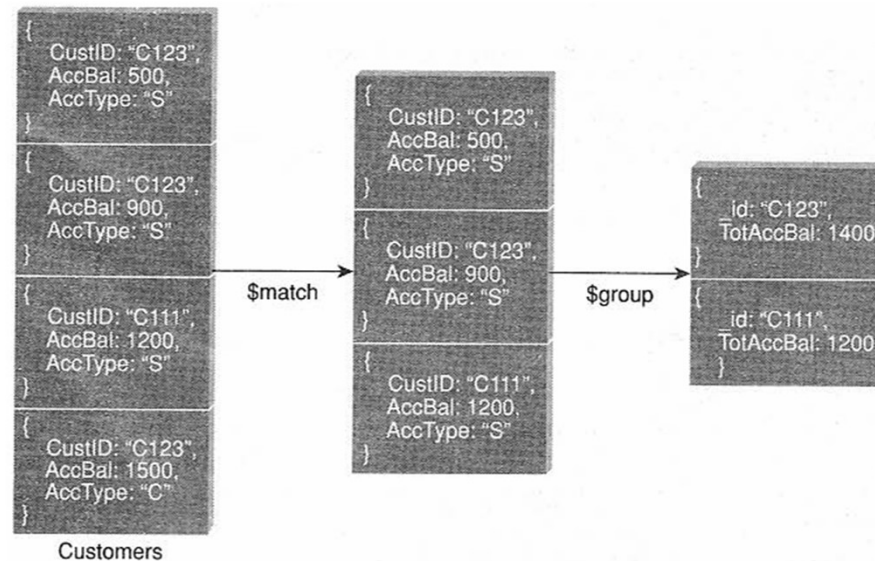 {
CustID: “C123”,
AccBal: 500,
AccType: “S”
}
{
CustID: “C123”,
AccBal: 900,
AccType: “S”
}
{
CustID: “C111”,
AccBal: 1200,
AccType: “S”
}
{
CustID: “C123”,
AccBal: 1500,
AccType: “C”
}
Customers
$match
{
CustID: “C123”,
AccBal: 500,
AccType: “S”
}
{
CustID: “C123”,
AccBal: 900,
AccType: “S”
}
{
CustID: “C111”,
AccBal: 1200,
AccType: “S”
}
$group
{
_id: “C123”,
TotAccBal: 1400
}
{
_id: “C111”,
TotAccBal: 1200
}